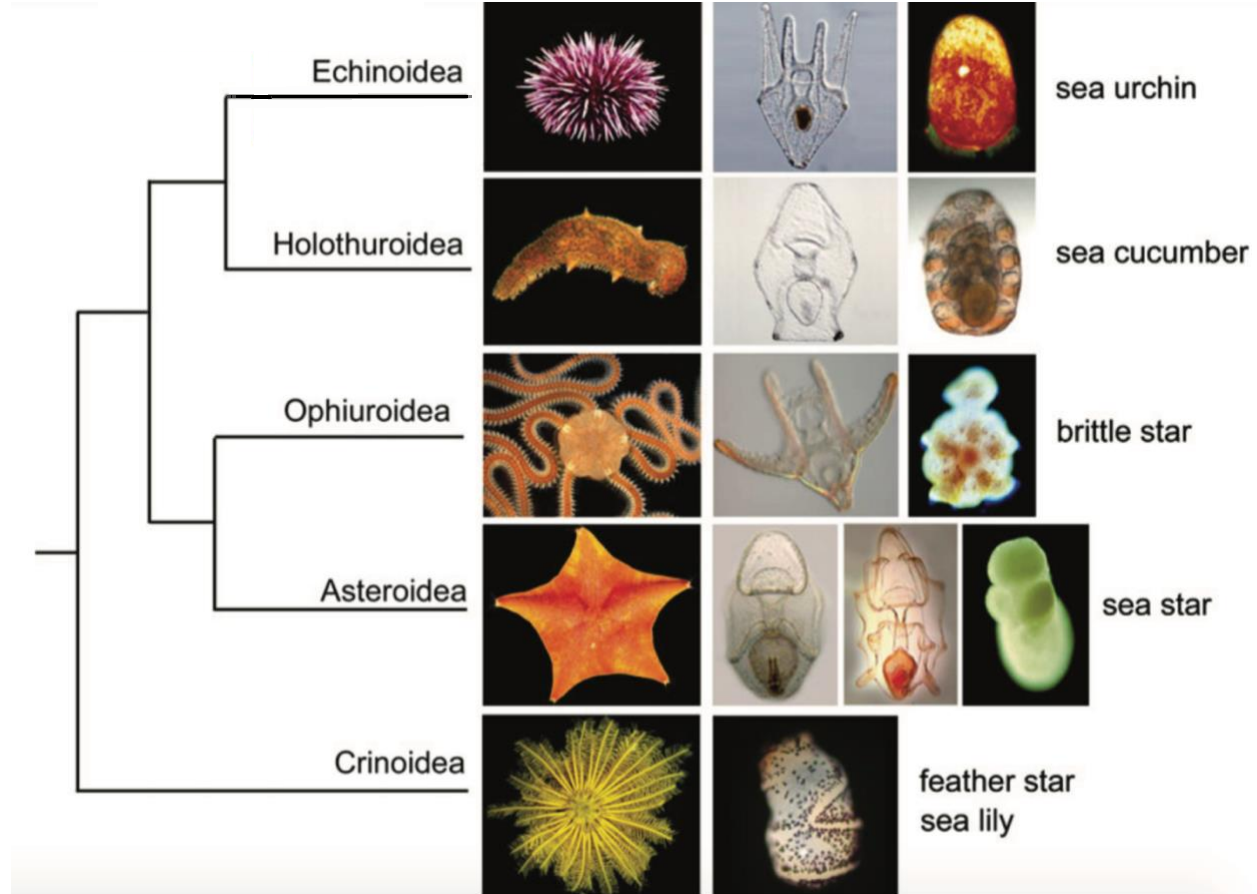 Echinoidea
sea urchin
Holothuroidea
sea cucumber
Ophiuroidea
brittle star
Asteroidea
sea star
Crinoidea
feather star
sea lily